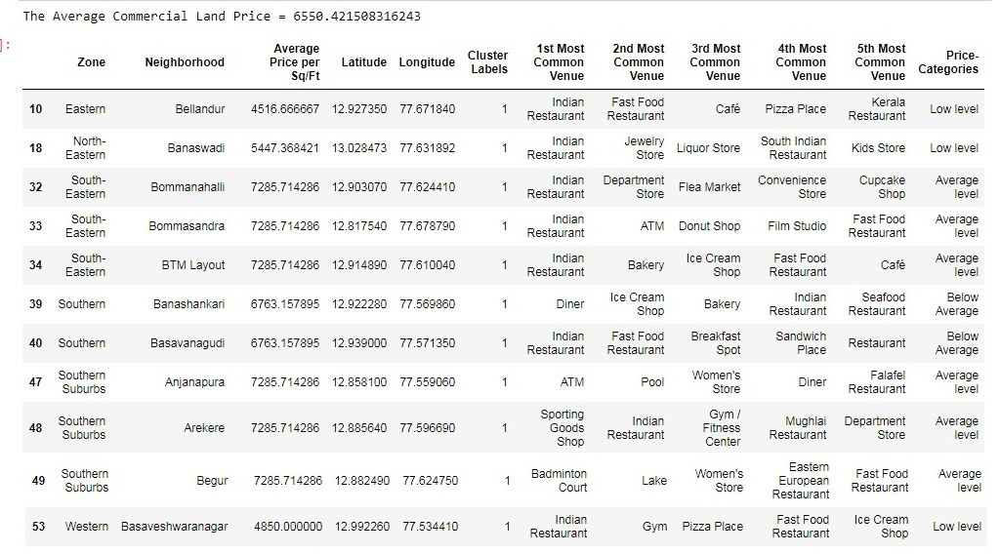 The Average Commercial Land Price = 6550.421508316243
]:
Zone Neighborhood Average Price per Sq/Ft Latitude Longitude Cluster Labels 1st Most Common Venue 2nd Most Common Venue 3rd Most Common Venue 4th Most Common Venue 5th Most Common Venue Price-Categories
10 Eastern Bellandur 4516.666667 12.927350 77.671840 1 Indian Restaurant Fast Food Restaurant Café Pizza Place Kerala Restaurant Low level
18 North-Eastern Banaswadi 5447.368421 13.028473 77.631892 1 Indian Restaurant Jewelry Store Liquor Store South Indian Restaurant Kids Store Low level
32 South-Eastern Bommanahalli 7285.714286 12.903070 77.624410 1 Indian Restaurant Department Store Flea Market Convenience Store Cupcake Shop Average level
33 South-Eastern Bommasandra 7285.714286 12.817540 77.678790 1 Indian Restaurant ATM Donut Shop Film Studio Fast Food Restaurant Average level
34 South-Eastern BTM Layout 7285.714286 12.914890 77.610040 1 Indian Restaurant Bakery Ice Cream Shop Fast Food Restaurant Café Average level
39 Southern Banashankari 6763.157895 12.922280 77.569860 1 Diner Ice Cream Shop Bakery Indian Restaurant Seafood Restaurant Below Average
40 Southern Basavanagudi 6763.157895 12.939000 77.571350 1 Indian Restaurant Fast Food Restaurant Breakfast Spot Sandwich Place Restaurant Below Average
47 Southern Suburbs Anjanapura 7285.714286 12.858100 77.559060 1 ATM Pool Women's Store Diner Falafel Restaurant Average level
48 Southern Suburbs Arekere 7285.714286 12.885640 77.596690 1 Sporting Goods Shop Indian Restaurant Gym / Fitness Center Mughlai Restaurant Department Store Average level
49 Southern Suburbs Begur 7285.714286 12.882490 77.624750 1 Badminton Court Lake Women's Store Eastern European Restaurant Fast Food Restaurant Average level
53 Western Basaveshwaranagar 4850.000000 12.992260 77.534410 1 Indian Restaurant Gym Pizza Place Fast Food Restaurant Ice Cream Shop Low level